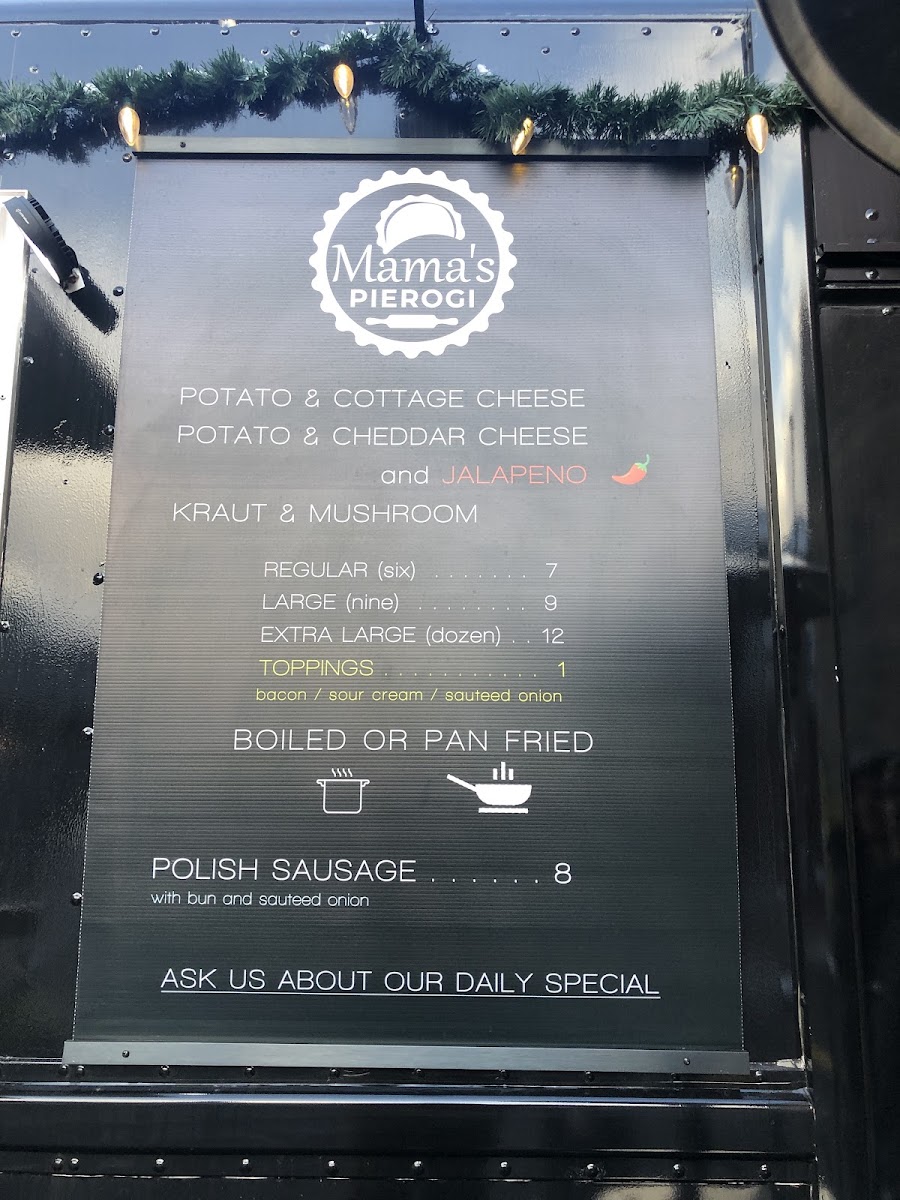 Mama's
PIEROGI
POTATO & COTTAGE CHEESE
POTATO & CHEDDAR CHEESE
and JALAPENO
KRAUT & MUSHROOM
REGULAR (six) . . . . . . . 7
LARGE (nine) . . . . . . . . 9
EXTRA LARGE (dozen) . . 12
TOPPINGS . . . . . . . . . . . 1
bacon / sour cream / sauteed onion
BOILED OR PAN FRIED
POLISH SAUSAGE . . . . . . 8
with bun and sauteed onion
ASK US ABOUT OUR DAILY SPECIAL